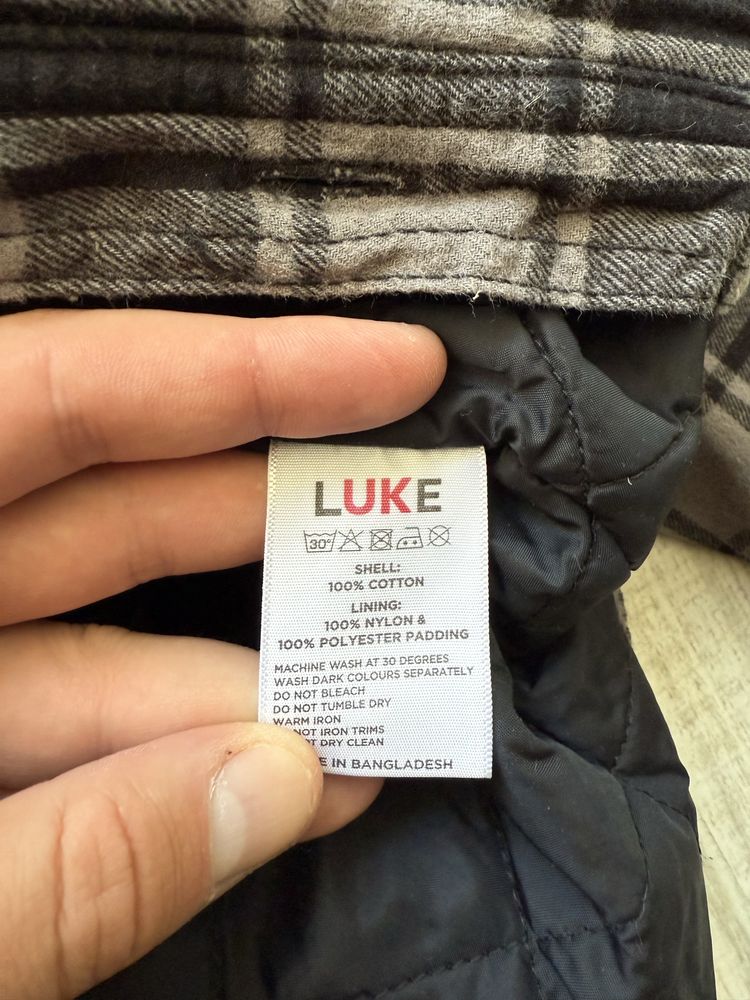 LUKE
30°
SHELL:
100% COTTON
LINING:
100% NYLON &
100% POLYESTER PADDING
MACHINE WASH AT 30 DEGREES
WASH DARK COLOURS SEPARATELY
DO NOT BLEACH
DO NOT TUMBLE DRY
WARM IRON
NOT IRON TRIMS
DRY CLEAN
IN BANGLADESH